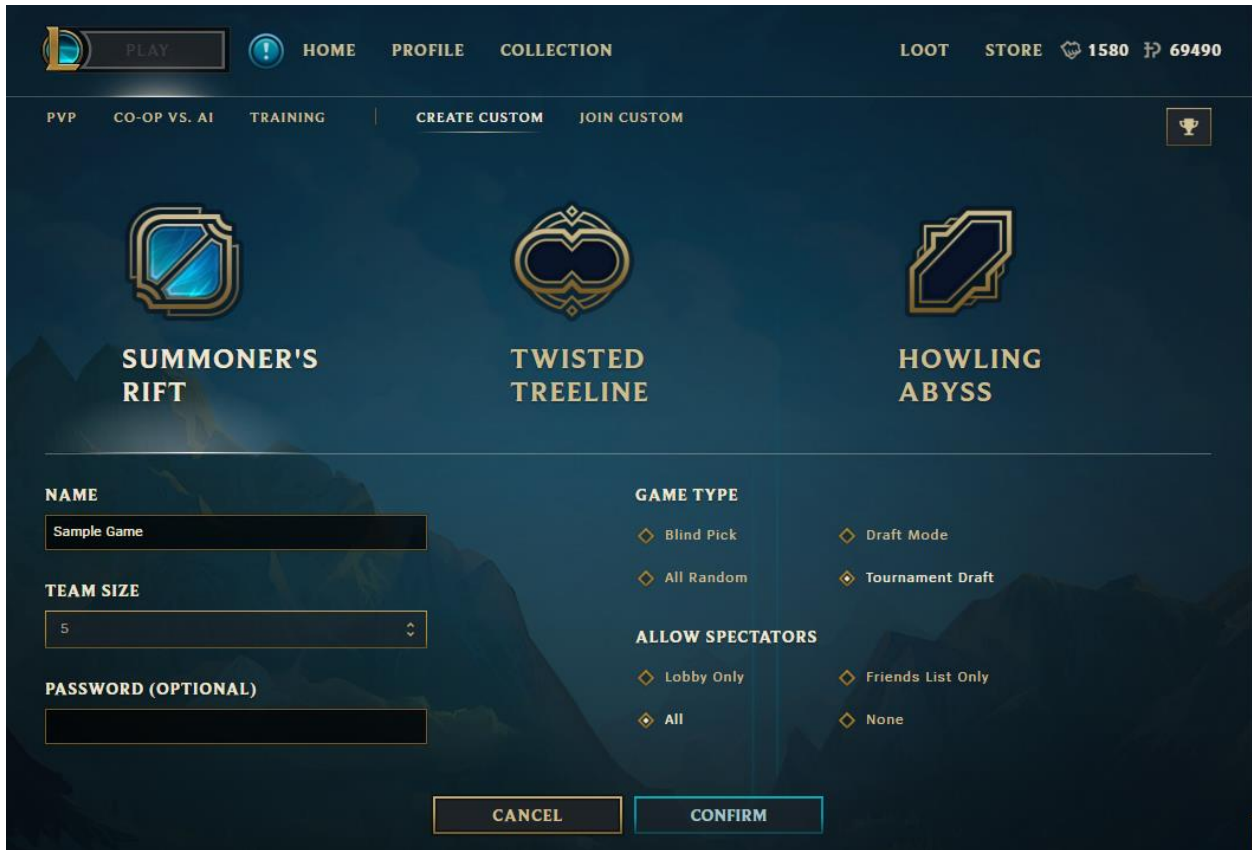 PLAY
HOME
PROFILE
COLLECTION
LOOT
STORE
1580
69490
PVP
CO-OP VS. AI
TRAINING
CREATE CUSTOM
JOIN CUSTOM
SUMMONER'S
RIFT
TWISTED
TREELINE
HOWLING
ABYSS
NAME
Sample Game
TEAM SIZE
5
PASSWORD (OPTIONAL)
GAME TYPE
Blind Pick
Draft Mode
All Random
Tournament Draft
ALLOW SPECTATORS
Lobby Only
Friends List Only
All
None
CANCEL
CONFIRM